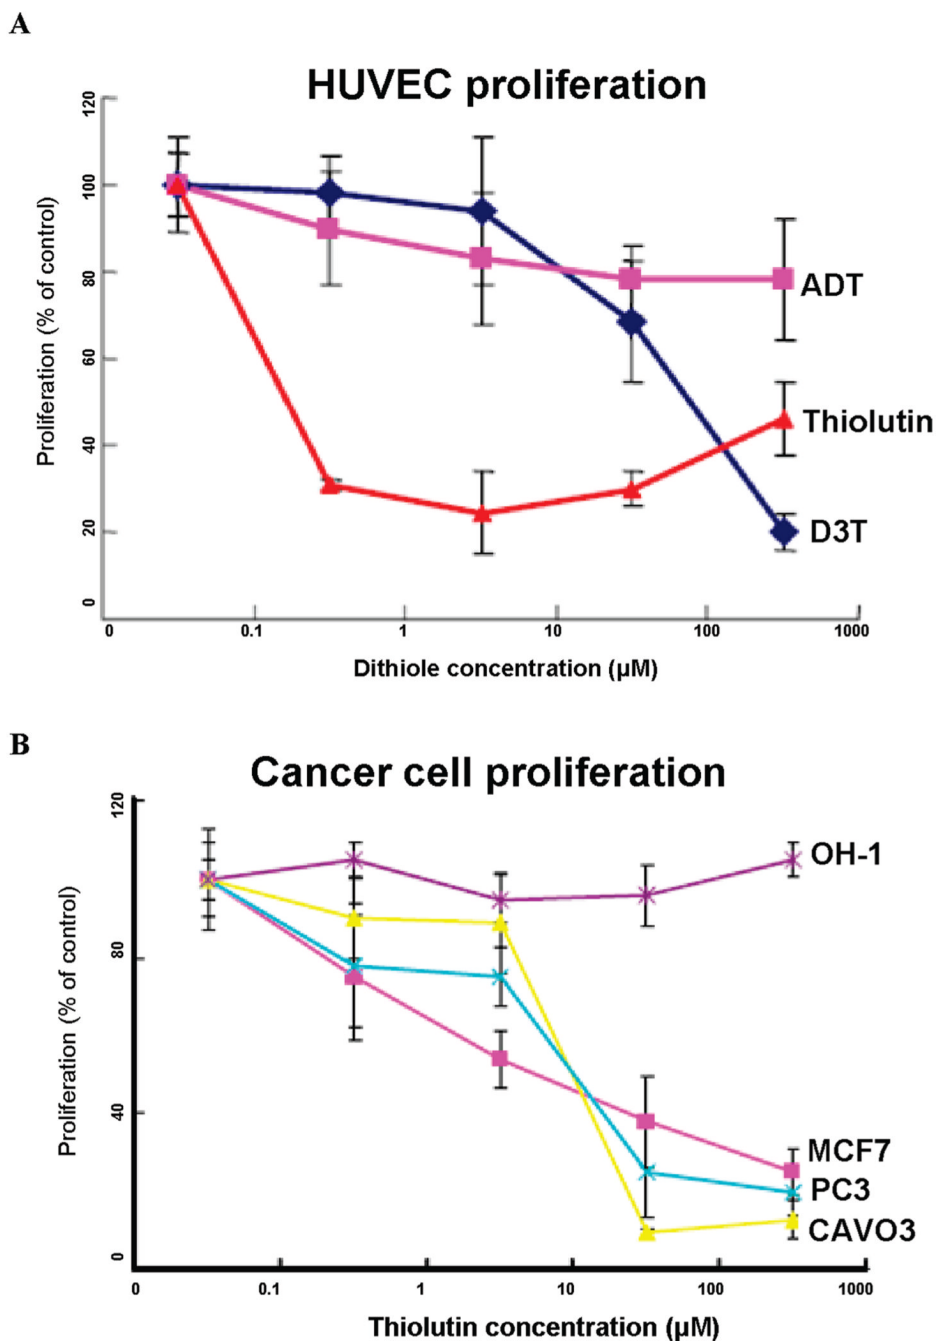 A
HUVEC proliferation
Proliferation (% of control)
120
100
80
60
40
20
0
ADT
Thiolutin
D3T
0 0.1 1 10 100 1000
Dithiole concentration (µM)
B
Cancer cell proliferation
Proliferation (% of control)
120
80
40
0
OH-1
MCF7
PC3
CAVO3
0 0.1 1 10 100 1000
Thiolutin concentration (µM)